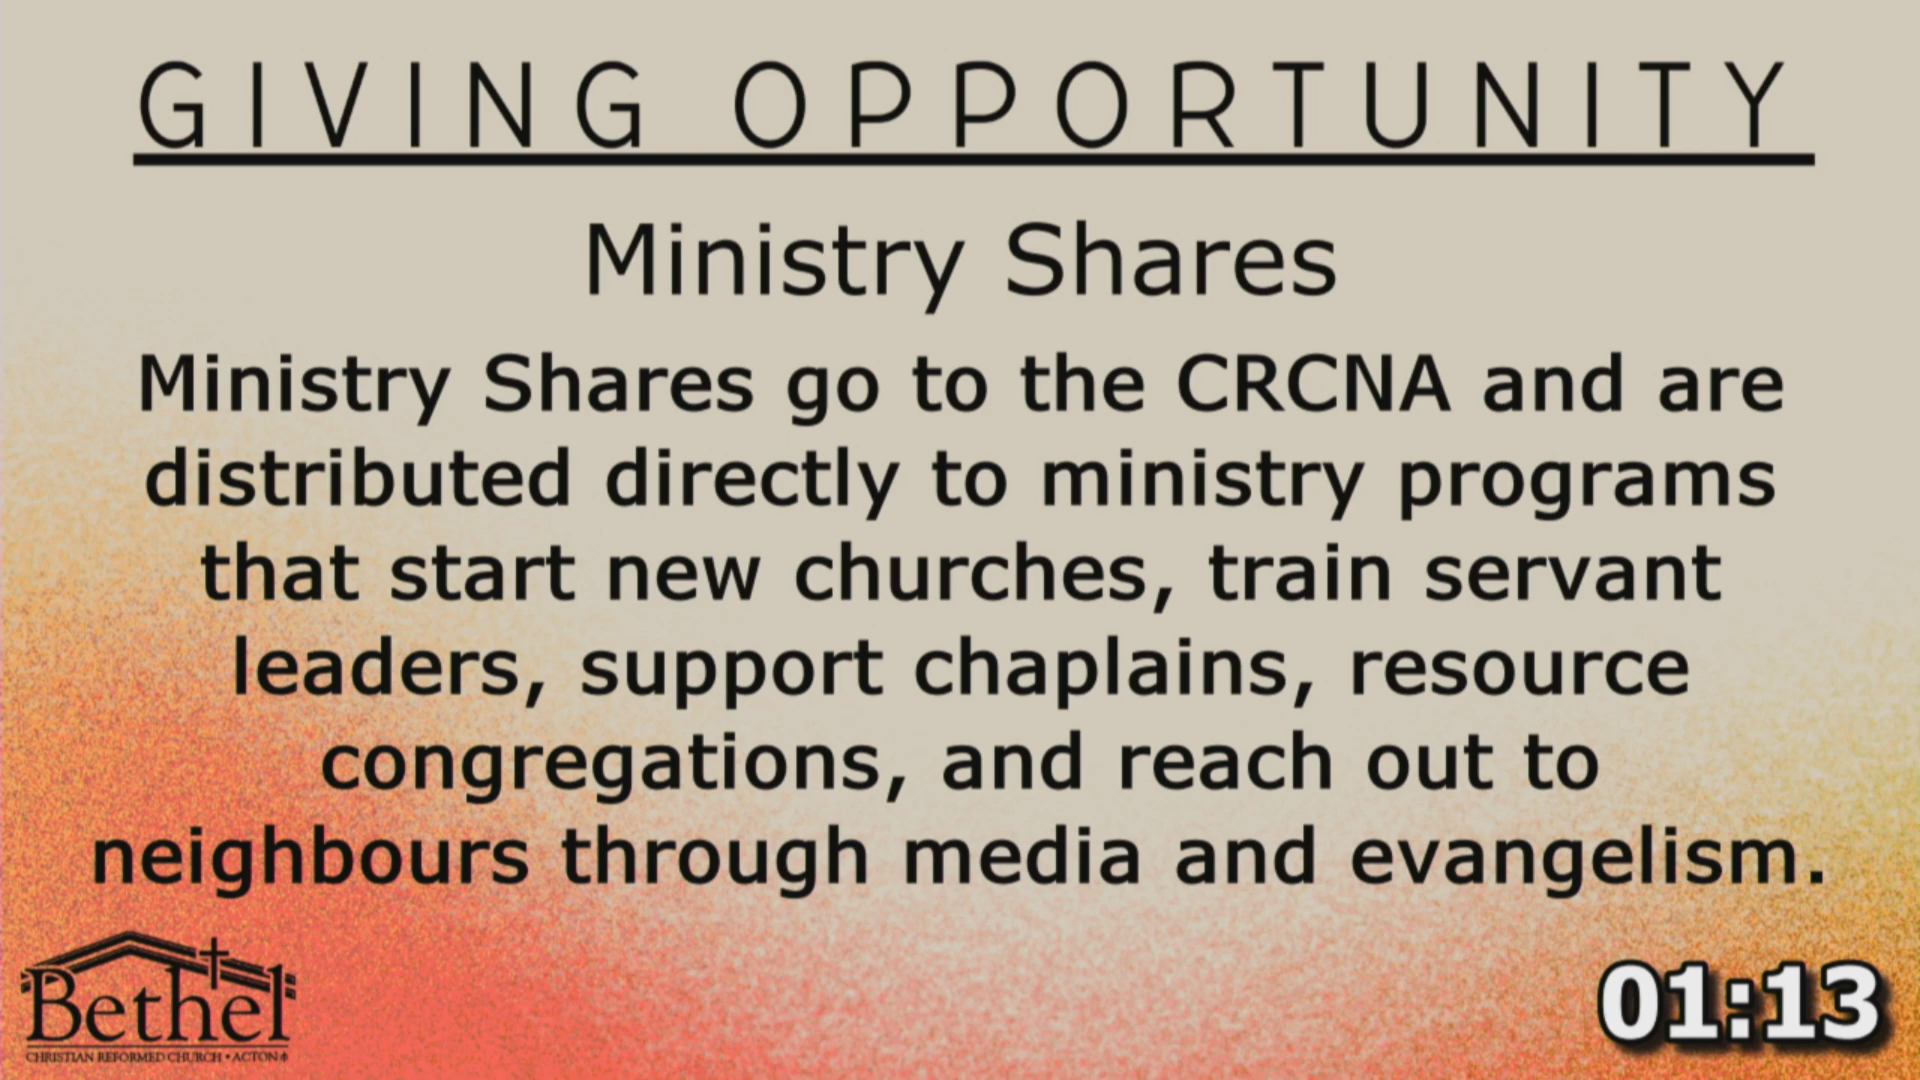 GIVING OPPORTUNITY
Ministry Shares
Ministry Shares go to the CRCNA and are
distributed directly to ministry programs
that start new churches, train servant
leaders, support chaplains, resource
congregations, and reach out to
neighbours through media and evangelism.
Bethel
CHRISTIAN REFORMED CHURCH • ACTON
01:13